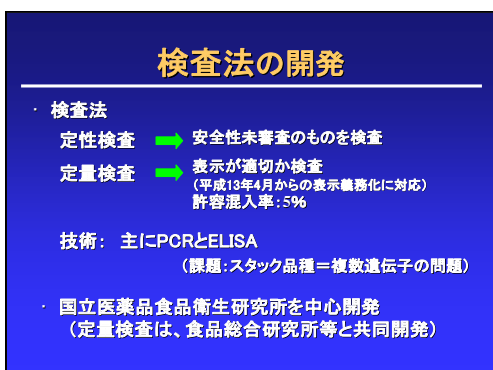 検査法の開発
・ 検査法
定性検査 安全性未審査のものを検査
定量検査 表示が適切か検査
（平成13年4月からの表示義務化に対応）
許容混入率：5％
技術： 主にPCRとELISA
（課題：スタック品種＝複数遺伝子の問題）
・ 国立医薬品食品衛生研究所を中心開発
（定量検査は、食品総合研究所等と共同開発）